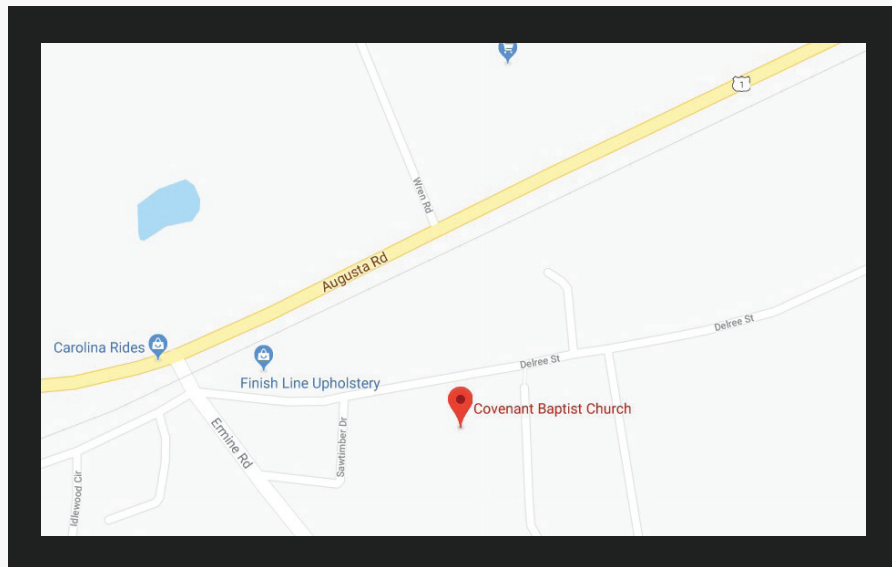 1
Wren Rd
Augusta Rd
Delree St
Carolina Rides
Delree St
Finish Line Upholstery
Covenant Baptist Church
Sawtimber Dr
Ermine Rd
Idlewood Cir